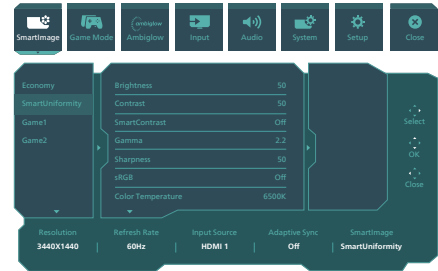 ambiglow
SmartImage Game Mode Ambiglow Input Audio System Setup Close
Economy
SmartUniformity
Game1
Game2
Brightness 50
Contrast 50
SmartContrast Off
Gamma 2.2
Sharpness 50
sRGB Off
Color Temperature 6500K
Select
OK
Close
Resolution Refresh Rate Input Source Adaptive Sync SmartImage
3440X1440 | 60Hz | HDMI 1 | Off | SmartUniformity